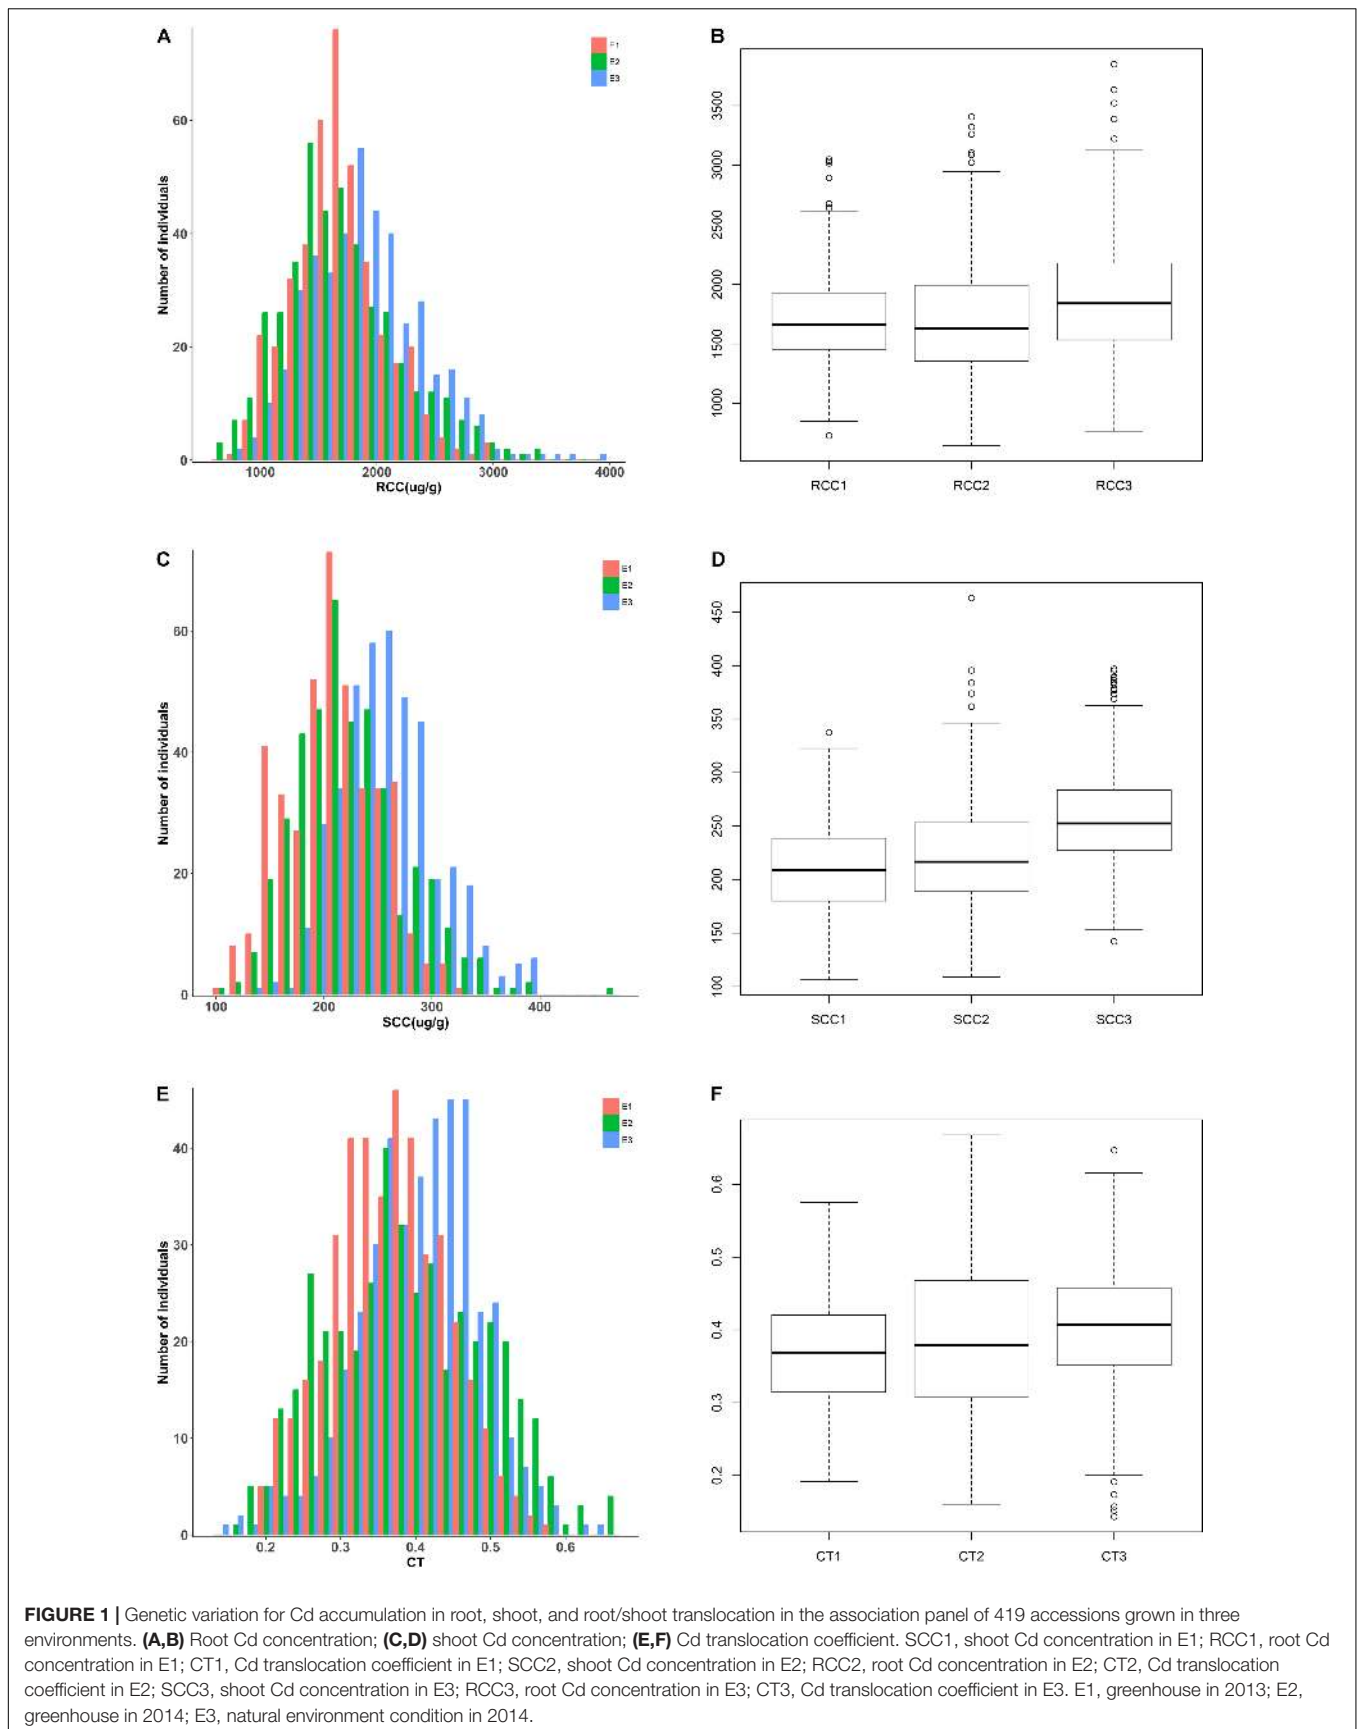 A
E1
E2
E3
Number of individuals
60
40
20
0
1000 2000 3000 4000
RCC(ug/g)
B
3500
3000
2500
2000
1500
1000
RCC1 RCC2 RCC3
C
E1
E2
E3
Number of individuals
60
40
20
0
100 200 300 400
SCC(ug/g)
D
450
400
350
300
250
200
150
100
SCC1 SCC2 SCC3
E
E1
E2
E3
Number of individuals
40
30
20
10
0
0.2 0.3 0.4 0.5 0.6
CT
F
0.6
0.5
0.4
0.3
0.2
CT1 CT2 CT3
FIGURE 1 | Genetic variation for Cd accumulation in root, shoot, and root/shoot translocation in the association panel of 419 accessions grown in three
environments. (A,B) Root Cd concentration; (C,D) shoot Cd concentration; (E,F) Cd translocation coefficient. SCC1, shoot Cd concentration in E1; RCC1, root Cd
concentration in E1; CT1, Cd translocation coefficient in E1; SCC2, shoot Cd concentration in E2; RCC2, root Cd concentration in E2; CT2, Cd translocation
coefficient in E2; SCC3, shoot Cd concentration in E3; RCC3, root Cd concentration in E3; CT3, Cd translocation coefficient in E3. E1, greenhouse in 2013; E2,
greenhouse in 2014; E3, natural environment condition in 2014.